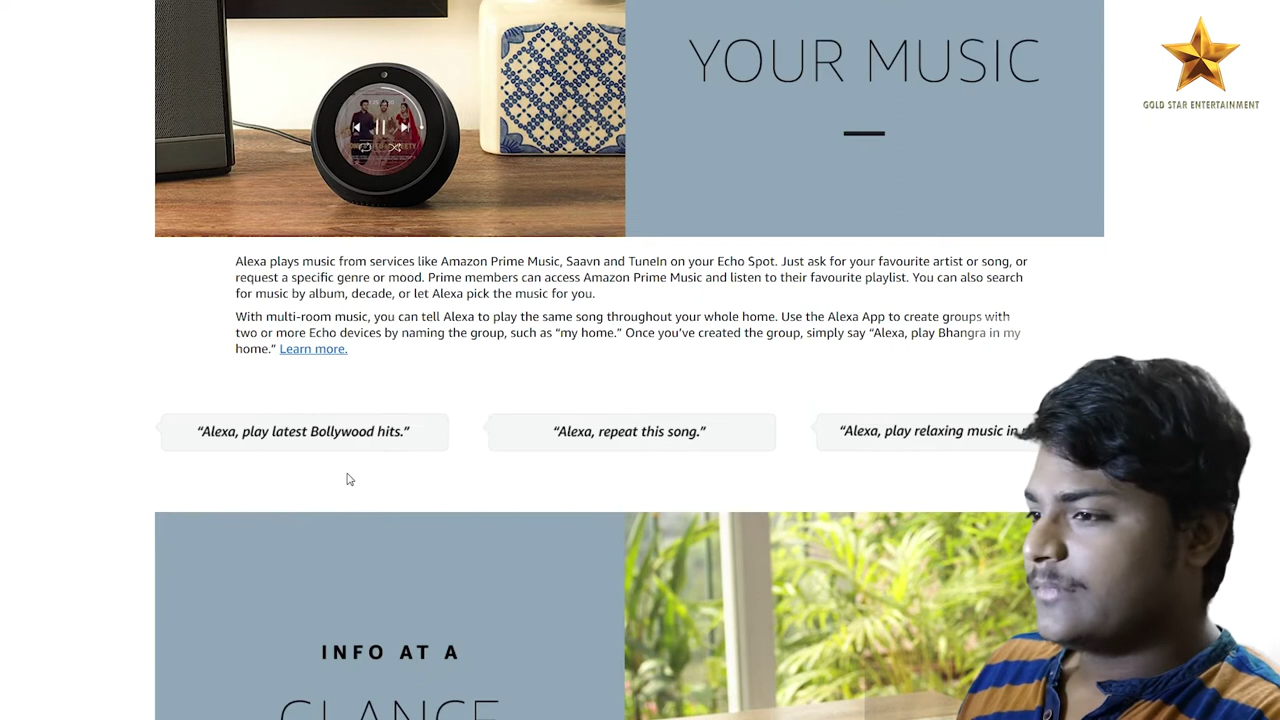 YOUR MUSIC
GOLD STAR ENTERTAINMENT
Alexa plays music from services like Amazon Prime Music, Saavn and TuneIn on your Echo Spot. Just ask for your favourite artist or song, or
request a specific genre or mood. Prime members can access Amazon Prime Music and listen to their favourite playlist. You can also search
for music by album, decade, or let Alexa pick the music for you.
With multi-room music, you can tell Alexa to play the same song throughout your whole home. Use the Alexa App to create groups with
two or more Echo devices by naming the group, such as “my home.” Once you’ve created the group, simply say “Alexa, play Bhangra in my
home.” Learn more.
“Alexa, play latest Bollywood hits.”
“Alexa, repeat this song.”
“Alexa, play relaxing music in
INFO AT A
GLANCE